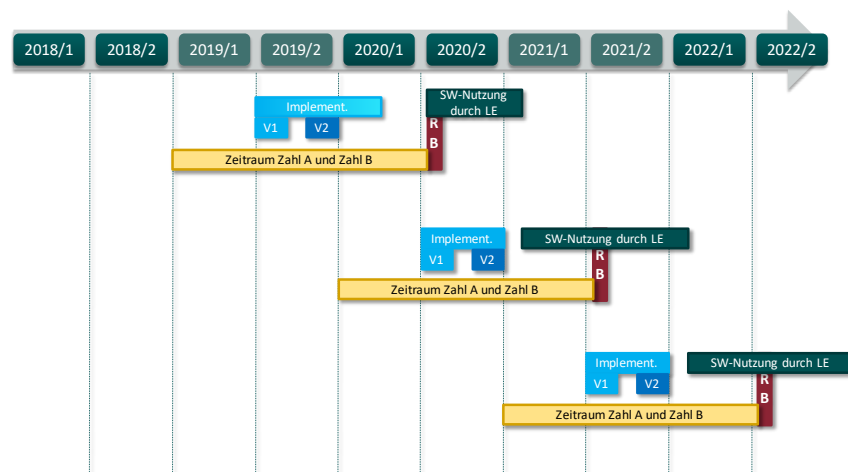 2018/1
2018/2
2019/1
2019/2
2020/1
2020/2
2021/1
2021/2
2022/1
2022/2
Implement.
SW-Nutzung
durch LE
V1
V2
R
B
Zeitraum Zahl A und Zahl B
Implement.
SW-Nutzung durch LE
V1
V2
R
B
Zeitraum Zahl A und Zahl B
Implement.
SW-Nutzung durch LE
V1
V2
R
B
Zeitraum Zahl A und Zahl B